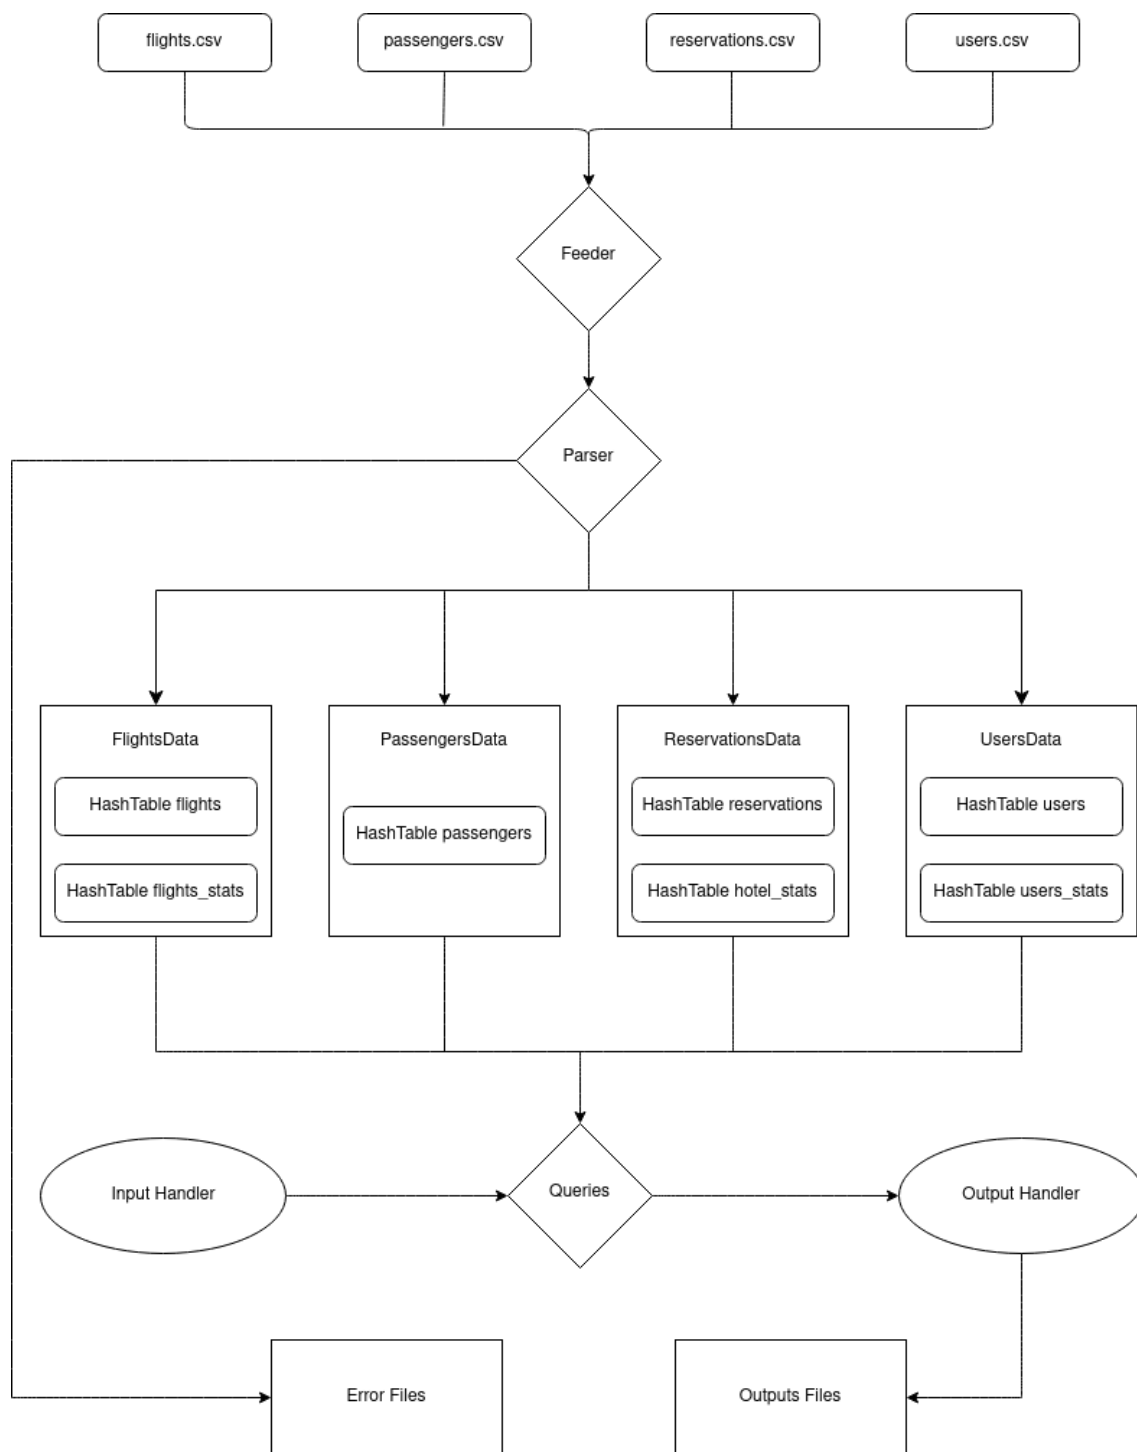 flights.csv
passengers.csv
reservations.csv
users.csv
Feeder
Parser
FlightsData
PassengersData
ReservationsData
UsersData
HashTable flights
HashTable passengers
HashTable reservations
HashTable users
HashTable flights_stats
HashTable hotel_stats
HashTable users_stats
Input Handler
Queries
Output Handler
Error Files
Outputs Files